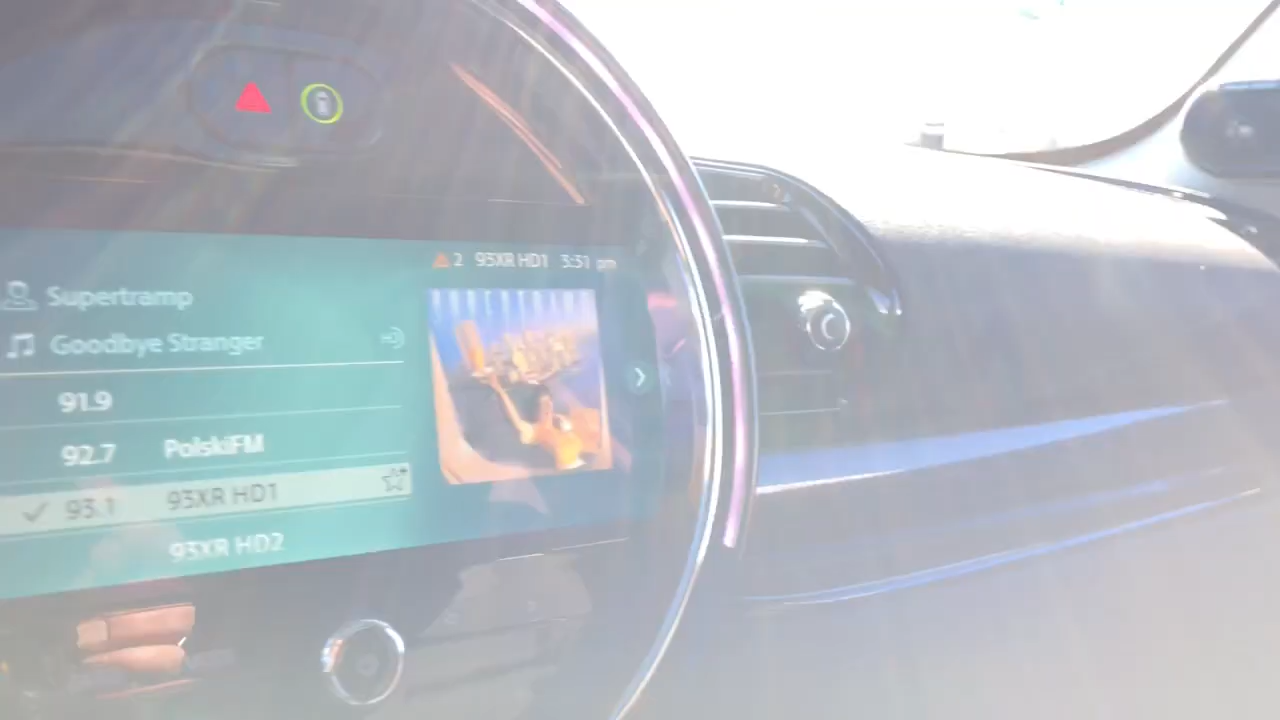 2 93XR HD1 3:31 pm
Supertramp
Goodbye Stranger
91.9
92.7 PolskiFM
93.1 93XR HD1
93XR HD2